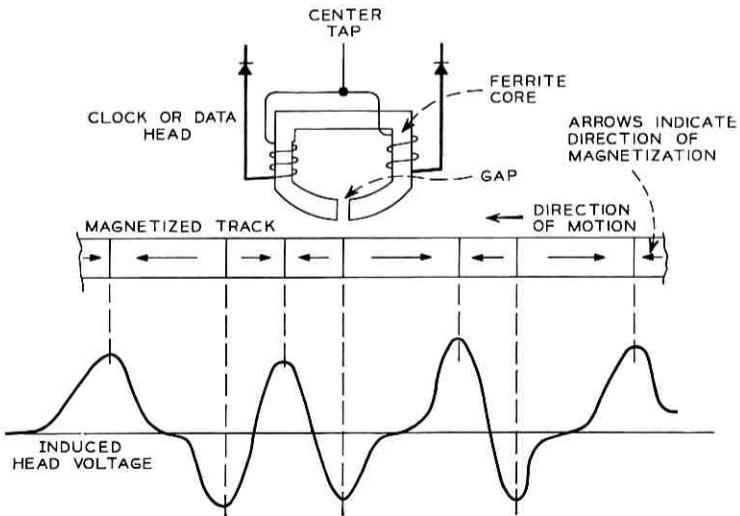 CENTER
TAP
FERRITE
CORE
CLOCK OR DATA
HEAD
ARROWS INDICATE
DIRECTION OF
MAGNETIZATION
GAP
MAGNETIZED TRACK
DIRECTION
OF MOTION
INDUCED
HEAD VOLTAGE